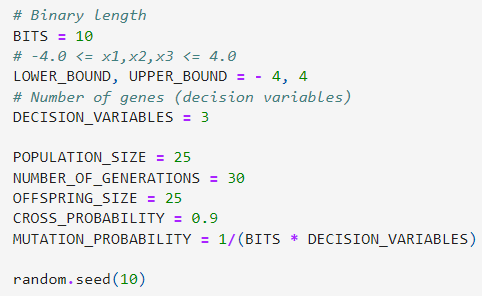 # Binary length
BITS = 10
# -4.0 <= x1,x2,x3 <= 4.0
LOWER_BOUND, UPPER_BOUND = - 4, 4
# Number of genes (decision variables)
DECISION_VARIABLES = 3
POPULATION_SIZE = 25
NUMBER_OF_GENERATIONS = 30
OFFSPRING_SIZE = 25
CROSS_PROBABILITY = 0.9
MUTATION_PROBABILITY = 1/(BITS * DECISION_VARIABLES)
random.seed(10)